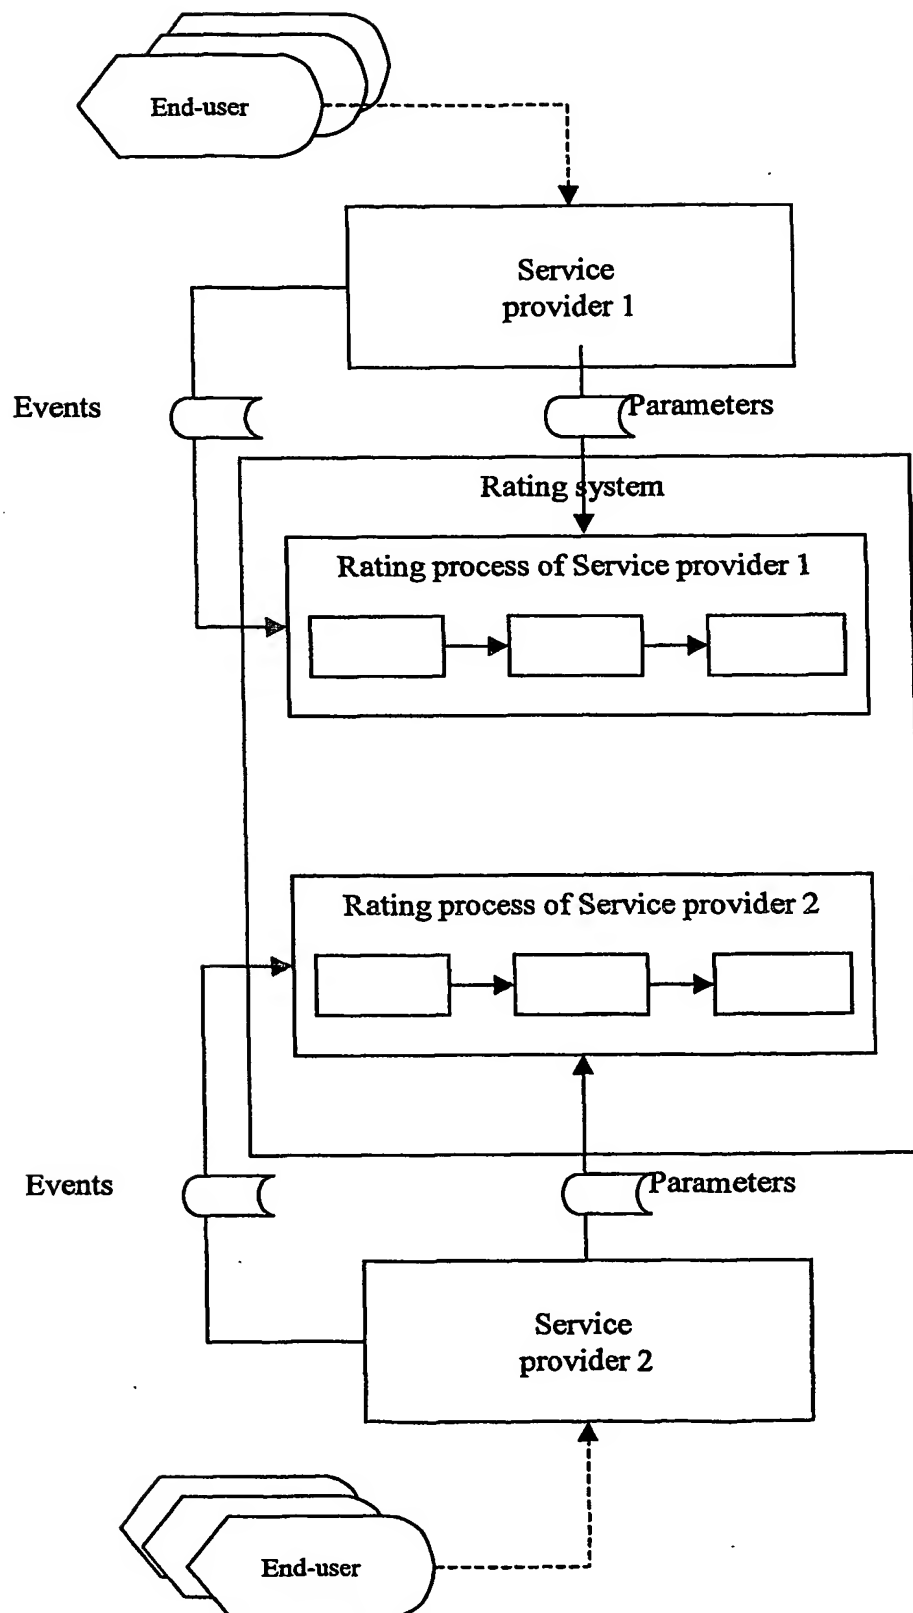 End-user
Service
provider 1
Events
Parameters
Rating system
Rating process of Service provider 1
Rating process of Service provider 2
Events
Parameters
Service
provider 2
End-user